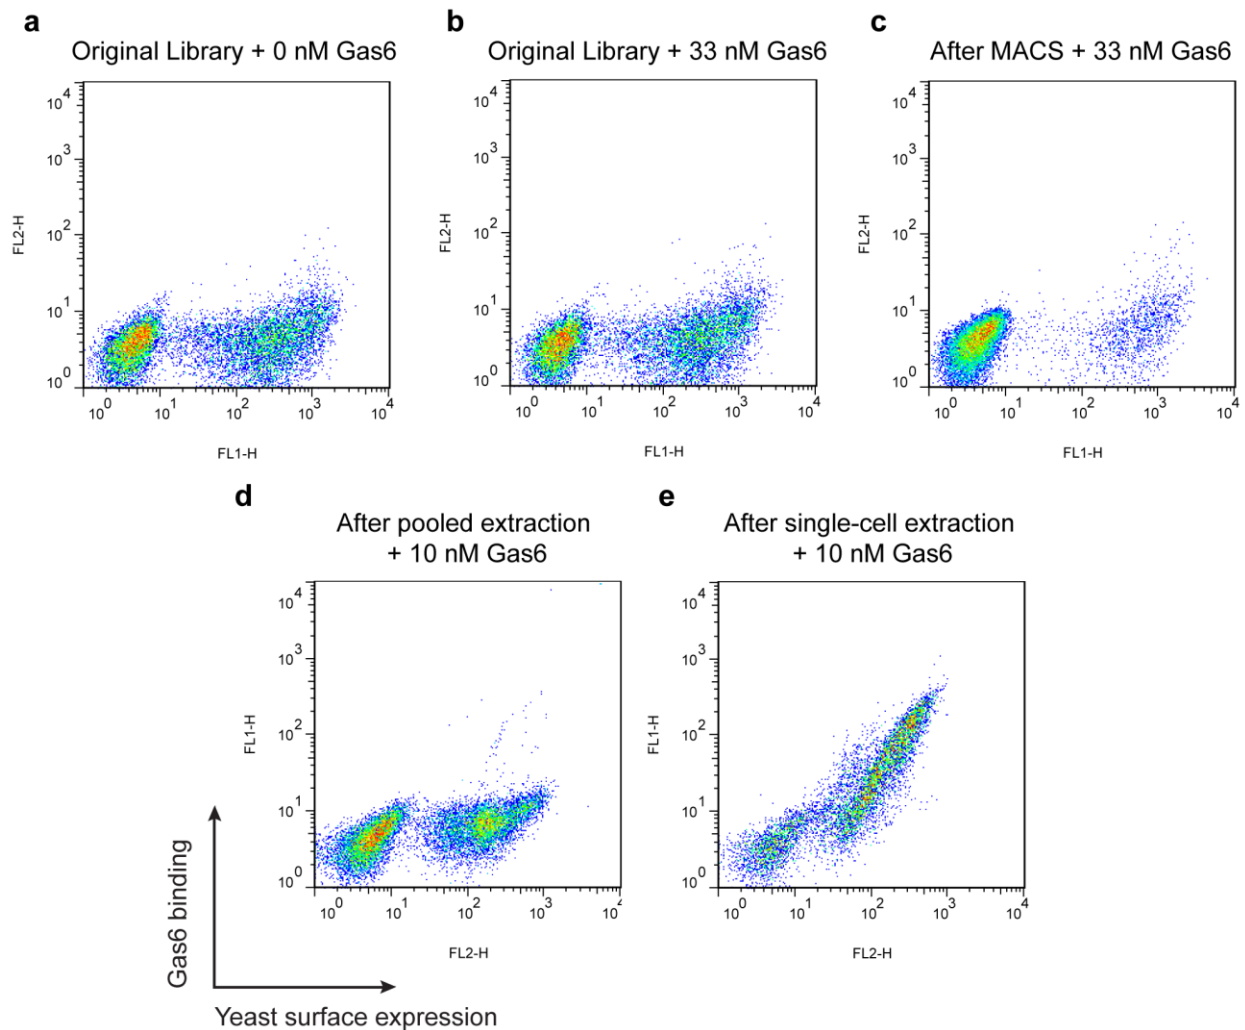 a
Original Library + 0 nM Gas6
10^4
10^3
10^2
10^1
10^0
FL2-H
10^0 10^1 10^2 10^3 10^4
FL1-H
b
Original Library + 33 nM Gas6
10^4
10^3
10^2
10^1
10^0
FL2-H
10^0 10^1 10^2 10^3 10^4
FL1-H
c
After MACS + 33 nM Gas6
10^4
10^3
10^2
10^1
10^0
FL2-H
10^0 10^1 10^2 10^3 10^4
FL1-H
d
After pooled extraction
+ 10 nM Gas6
10^4
10^3
10^2
10^1
10^0
FL1-H
10^0 10^1 10^2 10^3 10^4
FL2-H
e
After single-cell extraction
+ 10 nM Gas6
10^4
10^3
10^2
10^1
10^0
FL1-H
10^0 10^1 10^2 10^3 10^4
FL2-H
Gas6 binding
Yeast surface expression